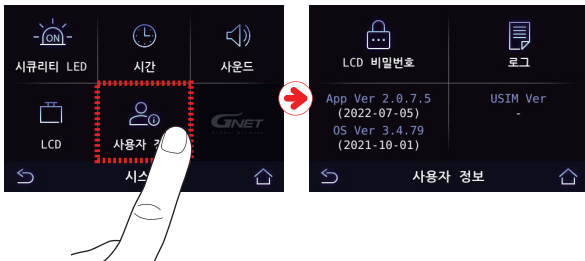 ON
시큐리티 LED
시간
사운드
LCD
사용자
GNET
시스
LCD 비밀번호
로그
App Ver 2.0.7.5
(2022-07-05)
OS Ver 3.4.79
(2021-10-01)
USIM Ver
-
사용자 정보